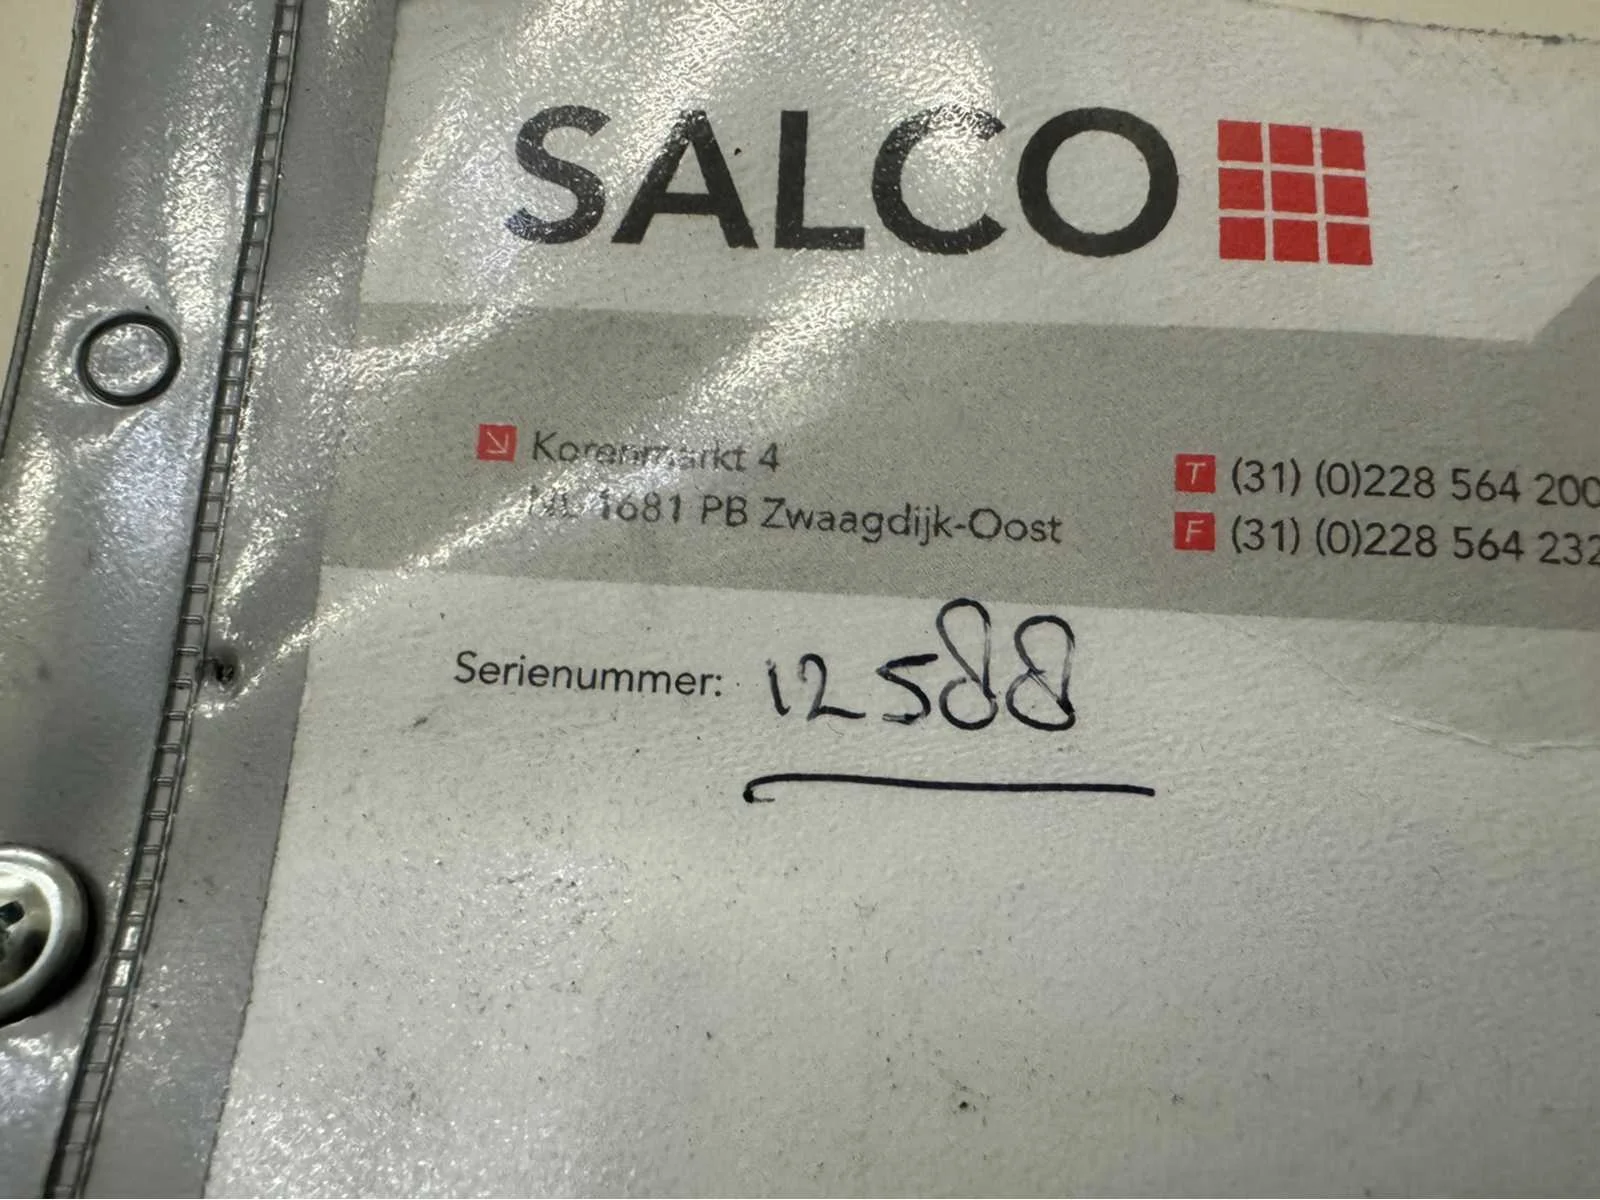 SALCO
Korenmarkt 4
NL 1681 PB Zwaagdijk-Oost
T (31) (0)228 564 200
F (31) (0)228 564 232
Serienummer: 12588